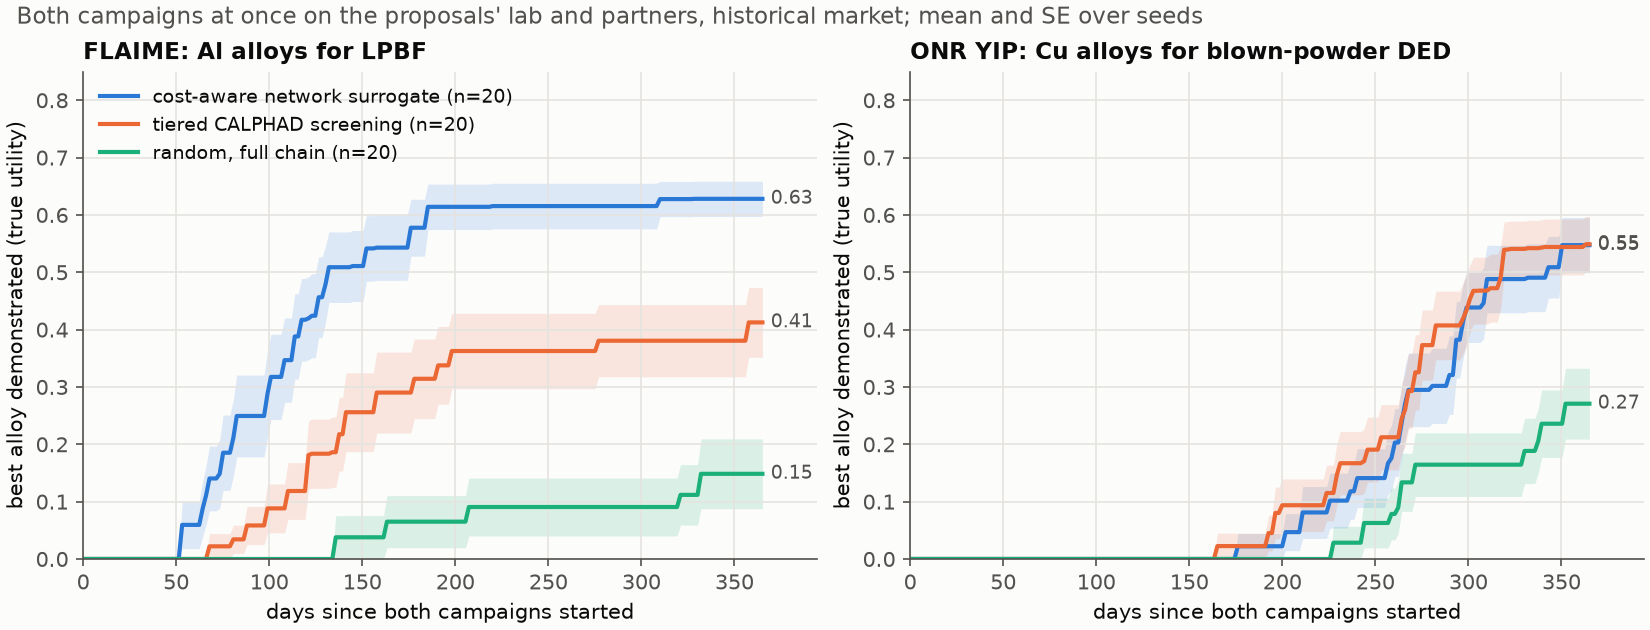 Both campaigns at once on the proposals' lab and partners, historical market; mean and SE over seeds
FLAIME: Al alloys for LPBF
best alloy demonstrated (true utility)
0.8
0.7
0.6
0.5
0.4
0.3
0.2
0.1
0.0
cost-aware network surrogate (n=20)
tiered CALPHAD screening (n=20)
random, full chain (n=20)
0.63
0.41
0.15
0 50 100 150 200 250 300 350
days since both campaigns started
ONR YIP: Cu alloys for blown-powder DED
best alloy demonstrated (true utility)
0.8
0.7
0.6
0.5
0.4
0.3
0.2
0.1
0.0
0.55
0.27
0 50 100 150 200 250 300 350
days since both campaigns started